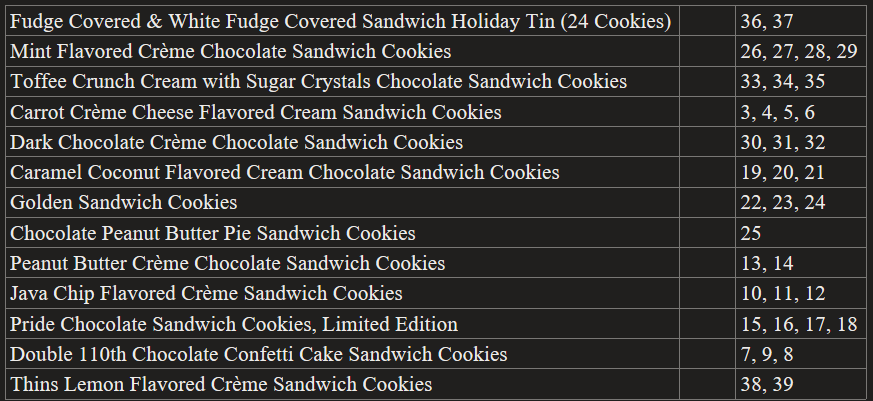 Fudge Covered & White Fudge Covered Sandwich Holiday Tin (24 Cookies) 36, 37
Mint Flavored Crème Chocolate Sandwich Cookies 26, 27, 28, 29
Toffee Crunch Cream with Sugar Crystals Chocolate Sandwich Cookies 33, 34, 35
Carrot Crème Cheese Flavored Cream Sandwich Cookies 3, 4, 5, 6
Dark Chocolate Crème Chocolate Sandwich Cookies 30, 31, 32
Caramel Coconut Flavored Cream Chocolate Sandwich Cookies 19, 20, 21
Golden Sandwich Cookies 22, 23, 24
Chocolate Peanut Butter Pie Sandwich Cookies 25
Peanut Butter Crème Chocolate Sandwich Cookies 13, 14
Java Chip Flavored Crème Sandwich Cookies 10, 11, 12
Pride Chocolate Sandwich Cookies, Limited Edition 15, 16, 17, 18
Double 110th Chocolate Confetti Cake Sandwich Cookies 7, 9, 8
Thins Lemon Flavored Crème Sandwich Cookies 38, 39